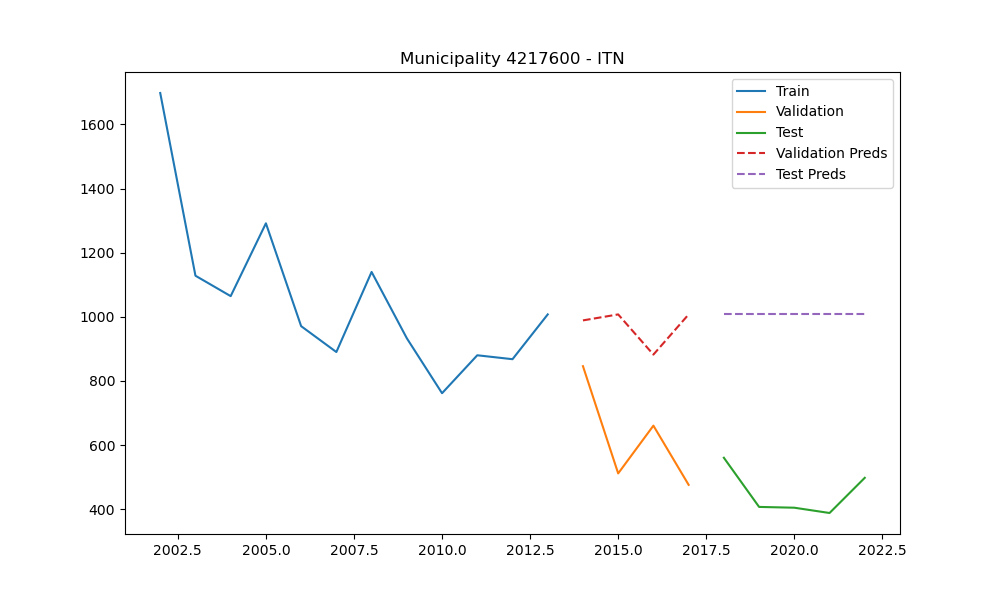 Municipality 4217600 - ITN
Train
Validation
Test
Validation Preds
Test Preds
1600
1400
1200
1000
800
600
400
2002.5 2005.0 2007.5 2010.0 2012.5 2015.0 2017.5 2020.0 2022.5